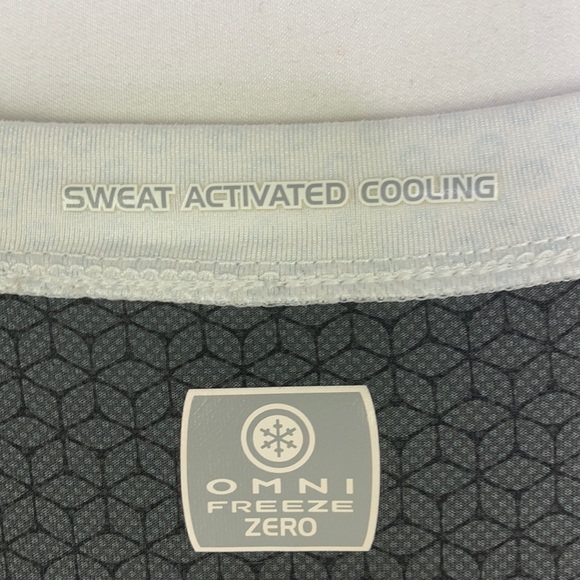 SWEAT ACTIVATED COOLING
OMNI
FREEZE
ZERO